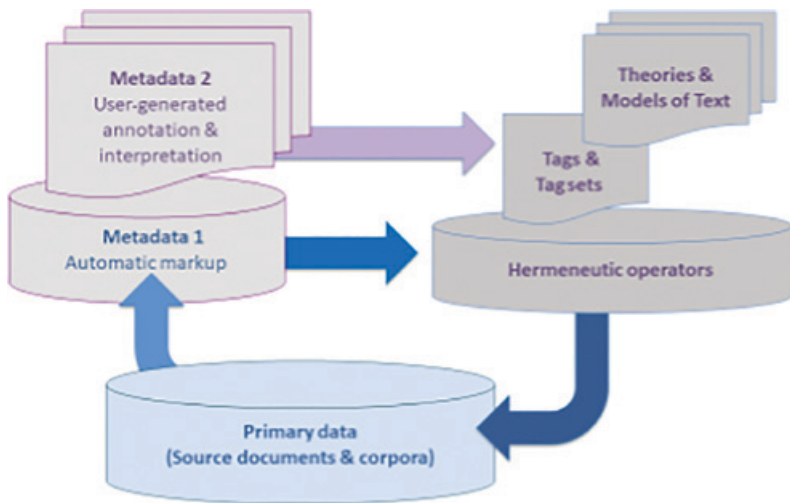 Metadata 2
User-generated
annotation &
interpretation
Theories &
Models of Text
Tags &
Tagsets
Metadata 1
Automatic markup
Hermeneutic operators
Primary data
(Source documents & corpora)